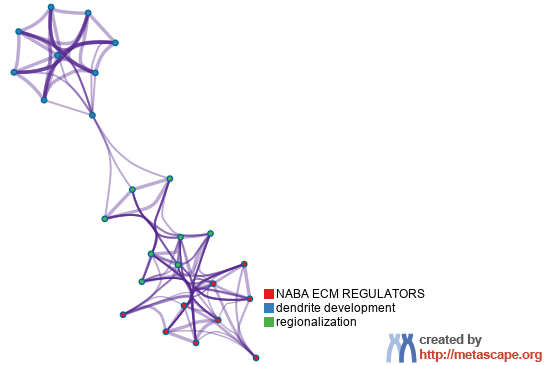 NABA ECM REGULATORS
dendrite development
regionalization
created by
http://metascape.org